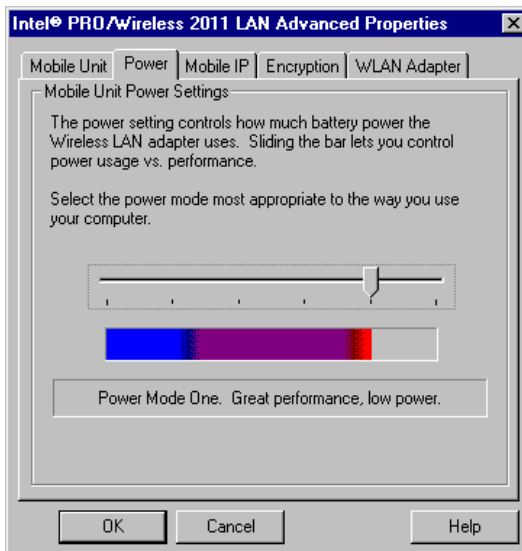 Intel® PRO/Wireless 2011 LAN Advanced Properties
Mobile Unit Power Mobile IP Encryption WLAN Adapter
Mobile Unit Power Settings
The power setting controls how much battery power the
Wireless LAN adapter uses. Sliding the bar lets you control
power usage vs. performance.
Select the power mode most appropriate to the way you use
your computer.
Power Mode One. Great performance, low power.
OK Cancel Help